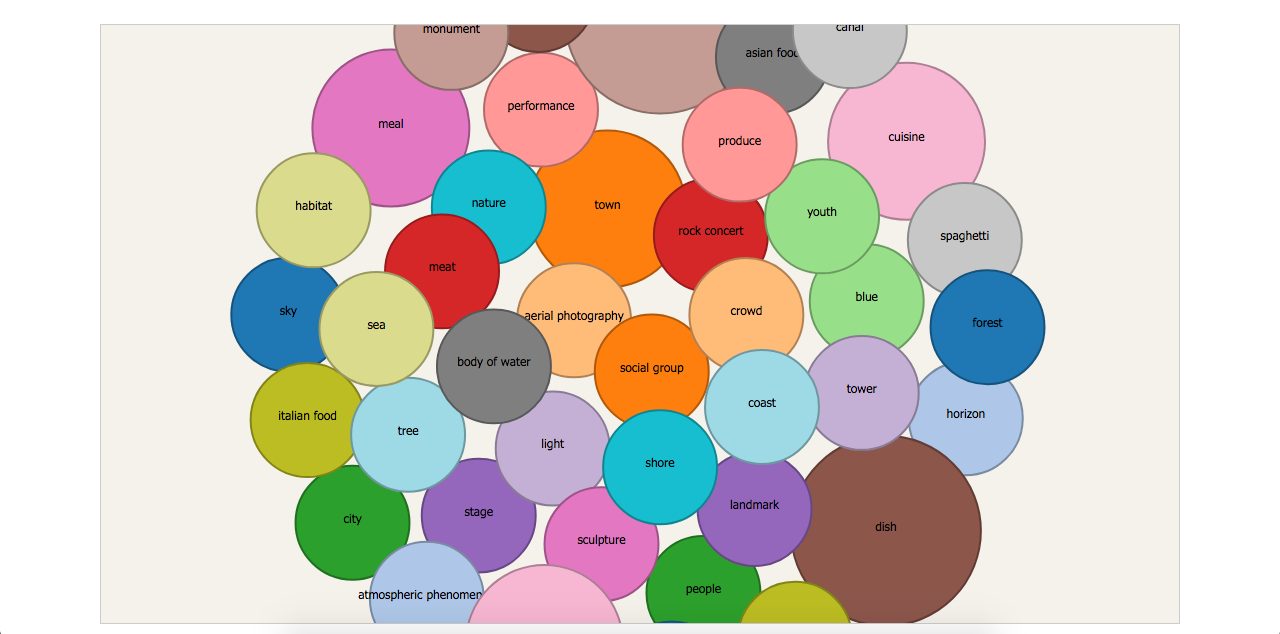 monument
canal
asian food
performance
meal
produce
cuisine
habitat
nature
town
youth
rock concert
spaghetti
meat
sky
sea
aerial photography
crowd
blue
forest
body of water
social group
tower
coast
italian food
horizon
tree
light
shore
landmark
stage
city
dish
sculpture
people
atmospheric phenomen